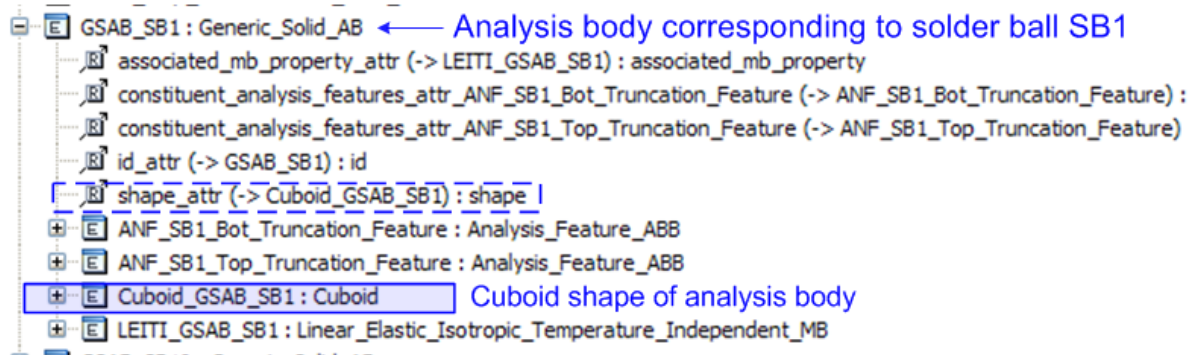 GSAB_SB1 : Generic_Solid_AB Analysis body corresponding to solder ball SB1
associated_mb_property_attr (-> LEITI_GSAB_SB1) : associated_mb_property
constituent_analysis_features_attr_ANF_SB1_Bot_Truncation_Feature (-> ANF_SB1_Bot_Truncation_Feature) :
constituent_analysis_features_attr_ANF_SB1_Top_Truncation_Feature (-> ANF_SB1_Top_Truncation_Feature)
id_attr (-> GSAB_SB1) : id
shape_attr (-> Cuboid_GSAB_SB1) : shape
ANF_SB1_Bot_Truncation_Feature : Analysis_Feature_ABB
ANF_SB1_Top_Truncation_Feature : Analysis_Feature_ABB
Cuboid_GSAB_SB1 : Cuboid Cuboid shape of analysis body
LEITI_GSAB_SB1 : Linear_Elastic_Isotropic_Temperature_Independent_MB